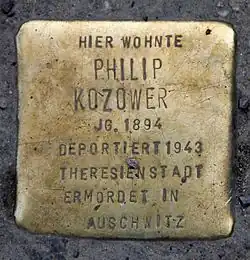 HIER WOHNTE
PHILIP
KOZOWER
JG. 1894
DEPORTIERT 1943
THERESIENSTADT
ERMORDET IN
AUSCHWITZ